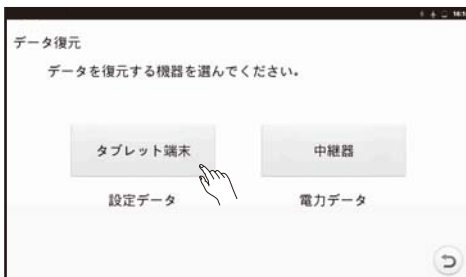 データ復元
データを復元する機器を選んでください。
タブレット端末
中継器
設定データ
電力データ